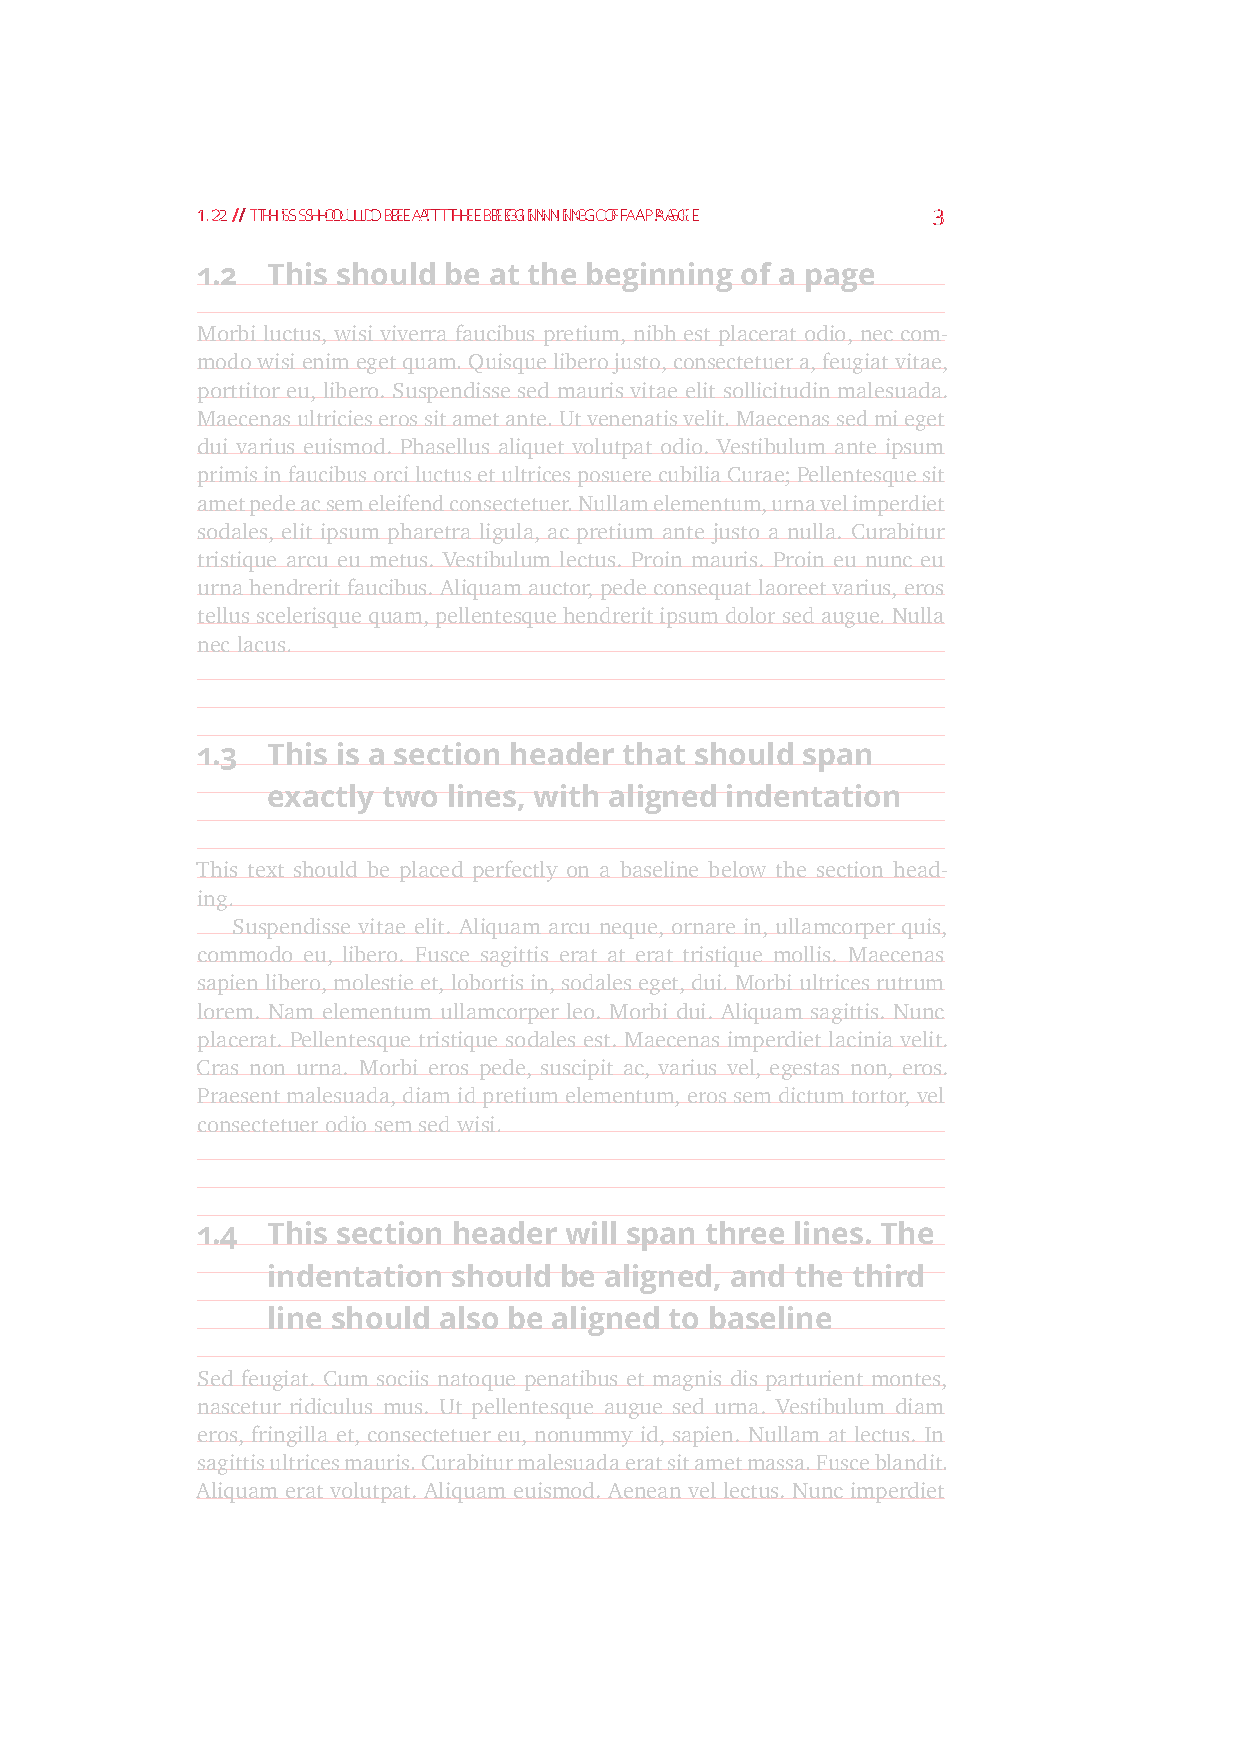 1.2 // THIS SHOULD BE AT THE BEGINNING OF A PAGE 3
1.2 This should be at the beginning of a page
Morbi luctus, wisi viverra faucibus pretium, nibh est placerat odio, nec com-
modo wisi enim eget quam. Quisque libero justo, consectetuer a, feugiat vitae,
porttitor eu, libero. Suspendisse sed mauris vitae elit sollicitudin malesuada.
Maecenas ultricies eros sit amet ante. Ut venenatis velit. Maecenas sed mi eget
dui varius euismod. Phasellus aliquet volutpat odio. Vestibulum ante ipsum
primis in faucibus orci luctus et ultrices posuere cubilia Curae; Pellentesque sit
amet pede ac sem eleifend consectetuer. Nullam elementum, urna vel imperdiet
sodales, elit ipsum pharetra ligula, ac pretium ante justo a nulla. Curabitur
tristique arcu eu metus. Vestibulum lectus. Proin mauris. Proin eu nunc eu
urna hendrerit faucibus. Aliquam auctor, pede consequat laoreet varius, eros
tellus scelerisque quam, pellentesque hendrerit ipsum dolor sed augue. Nulla
nec lacus.
1.3 This is a section header that should span
exactly two lines, with aligned indentation
This text should be placed perfectly on a baseline below the section head-
ing.
Suspendisse vitae elit. Aliquam arcu neque, ornare in, ullamcorper quis,
commodo eu, libero. Fusce sagittis erat at erat tristique mollis. Maecenas
sapien libero, molestie et, lobortis in, sodales eget, dui. Morbi ultrices rutrum
lorem. Nam elementum ullamcorper leo. Morbi dui. Aliquam sagittis. Nunc
placerat. Pellentesque tristique sodales est. Maecenas imperdiet lacinia velit.
Cras non urna. Morbi eros pede, suscipit ac, varius vel, egestas non, eros.
Praesent malesuada, diam id pretium elementum, eros sem dictum tortor, vel
consectetuer odio sem sed wisi.
1.4 This section header will span three lines. The
indentation should be aligned, and the third
line should also be aligned to baseline
Sed feugiat. Cum sociis natoque penatibus et magnis dis parturient montes,
nascetur ridiculus mus. Ut pellentesque augue sed urna. Vestibulum diam
eros, fringilla et, consectetuer eu, nonummy id, sapien. Nullam at lectus. In
sagittis ultrices mauris. Curabitur malesuada erat sit amet massa. Fusce blandit.
Aliquam erat volutpat. Aliquam euismod. Aenean vel lectus. Nunc imperdiet